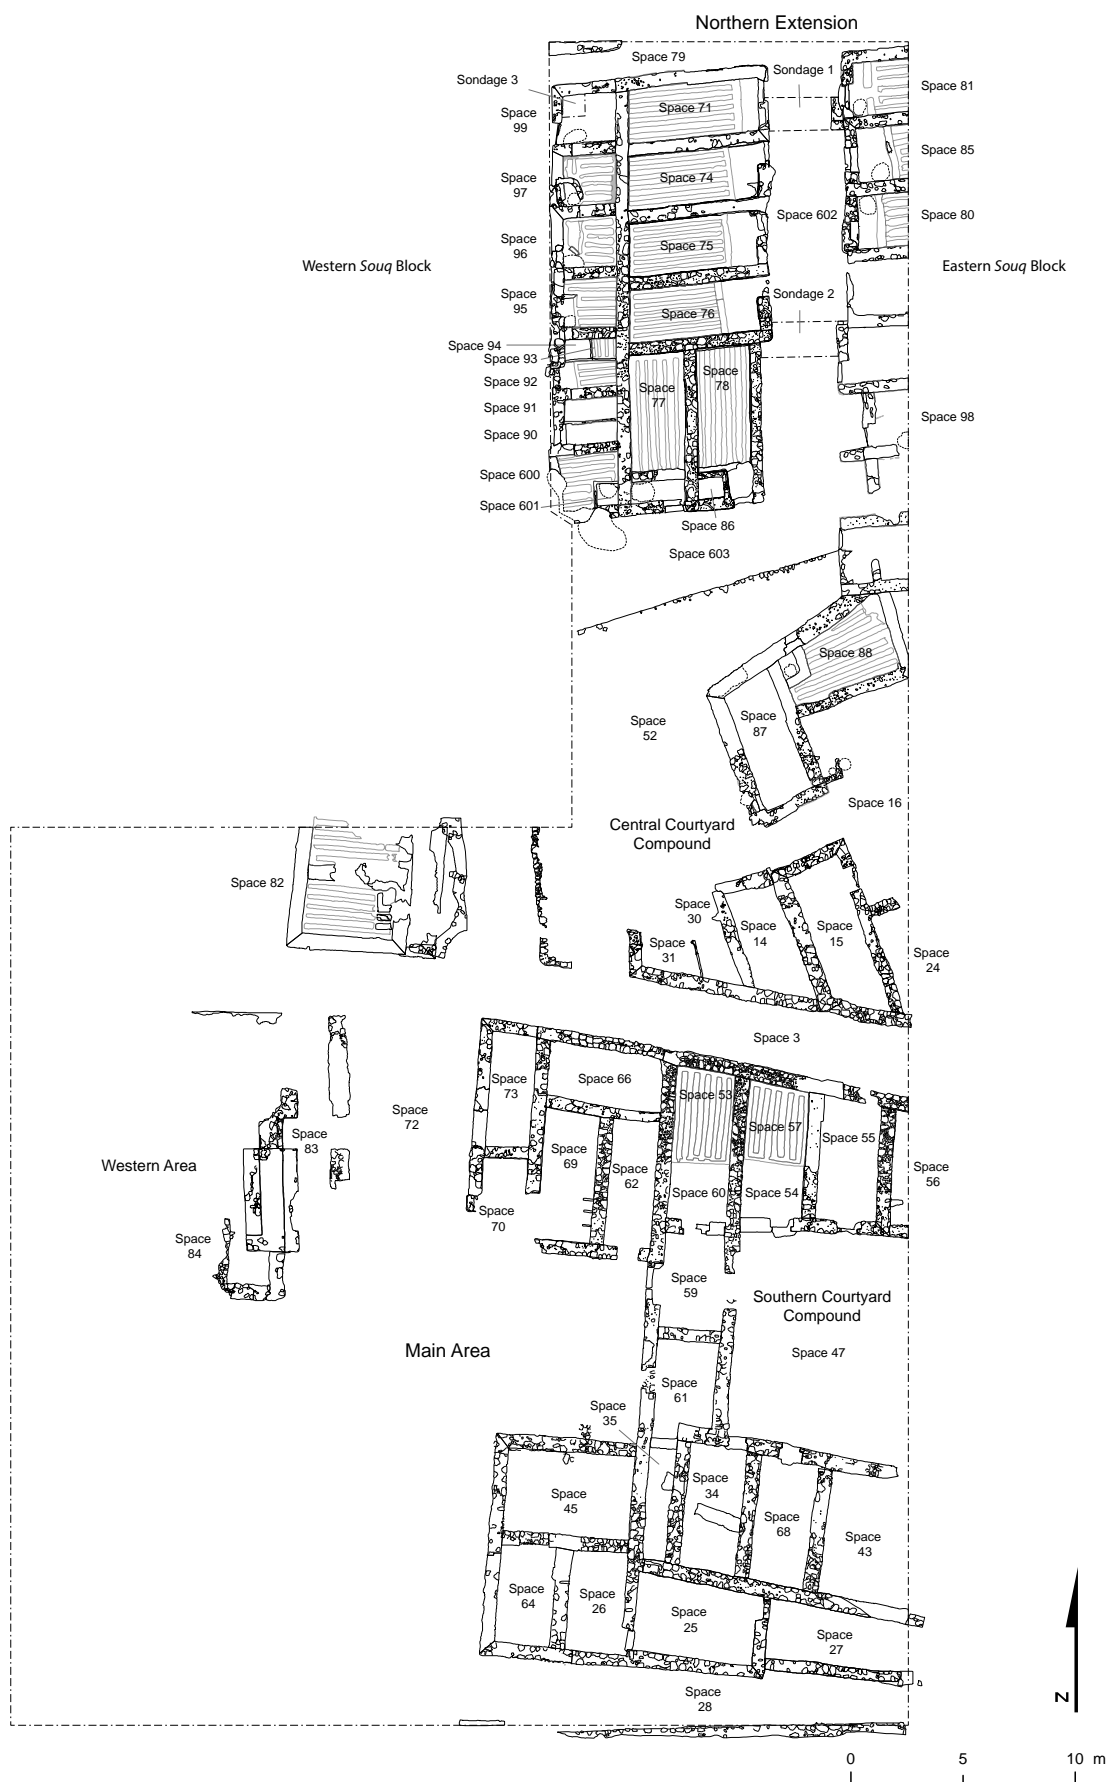 Northern Extension
Space 79
Sondage 3
Sondage 1
Space 81
Space
99
Space 71
Space 85
Space
97
Space 74
Space 80
Space 602
Space
96
Space 75
Western Souq Block
Eastern Souq Block
Space
95
Sondage 2
Space 76
Space 94
Space 93
Space 92
Space
77
Space
78
Space 91
Space 98
Space 90
Space 600
Space 601
Space 86
Space 603
Space 88
Space
52
Space
87
Space 16
Central Courtyard
Compound
Space 82
Space
30
Space
14
Space
15
Space
31
Space
24
Space 3
Space
73
Space 66
Space 53
Space
72
Space 57
Space 55
Space
83
Western Area
Space
69
Space
62
Space
56
Space 60
Space 54
Space
70
Space
84
Space
59
Southern Courtyard
Compound
Main Area
Space 47
Space
61
Space
35
Space
34
Space
45
Space
68
Space
43
Space
64
Space
26
Space
25
Space
27
Space
28
N
0 5 10 m